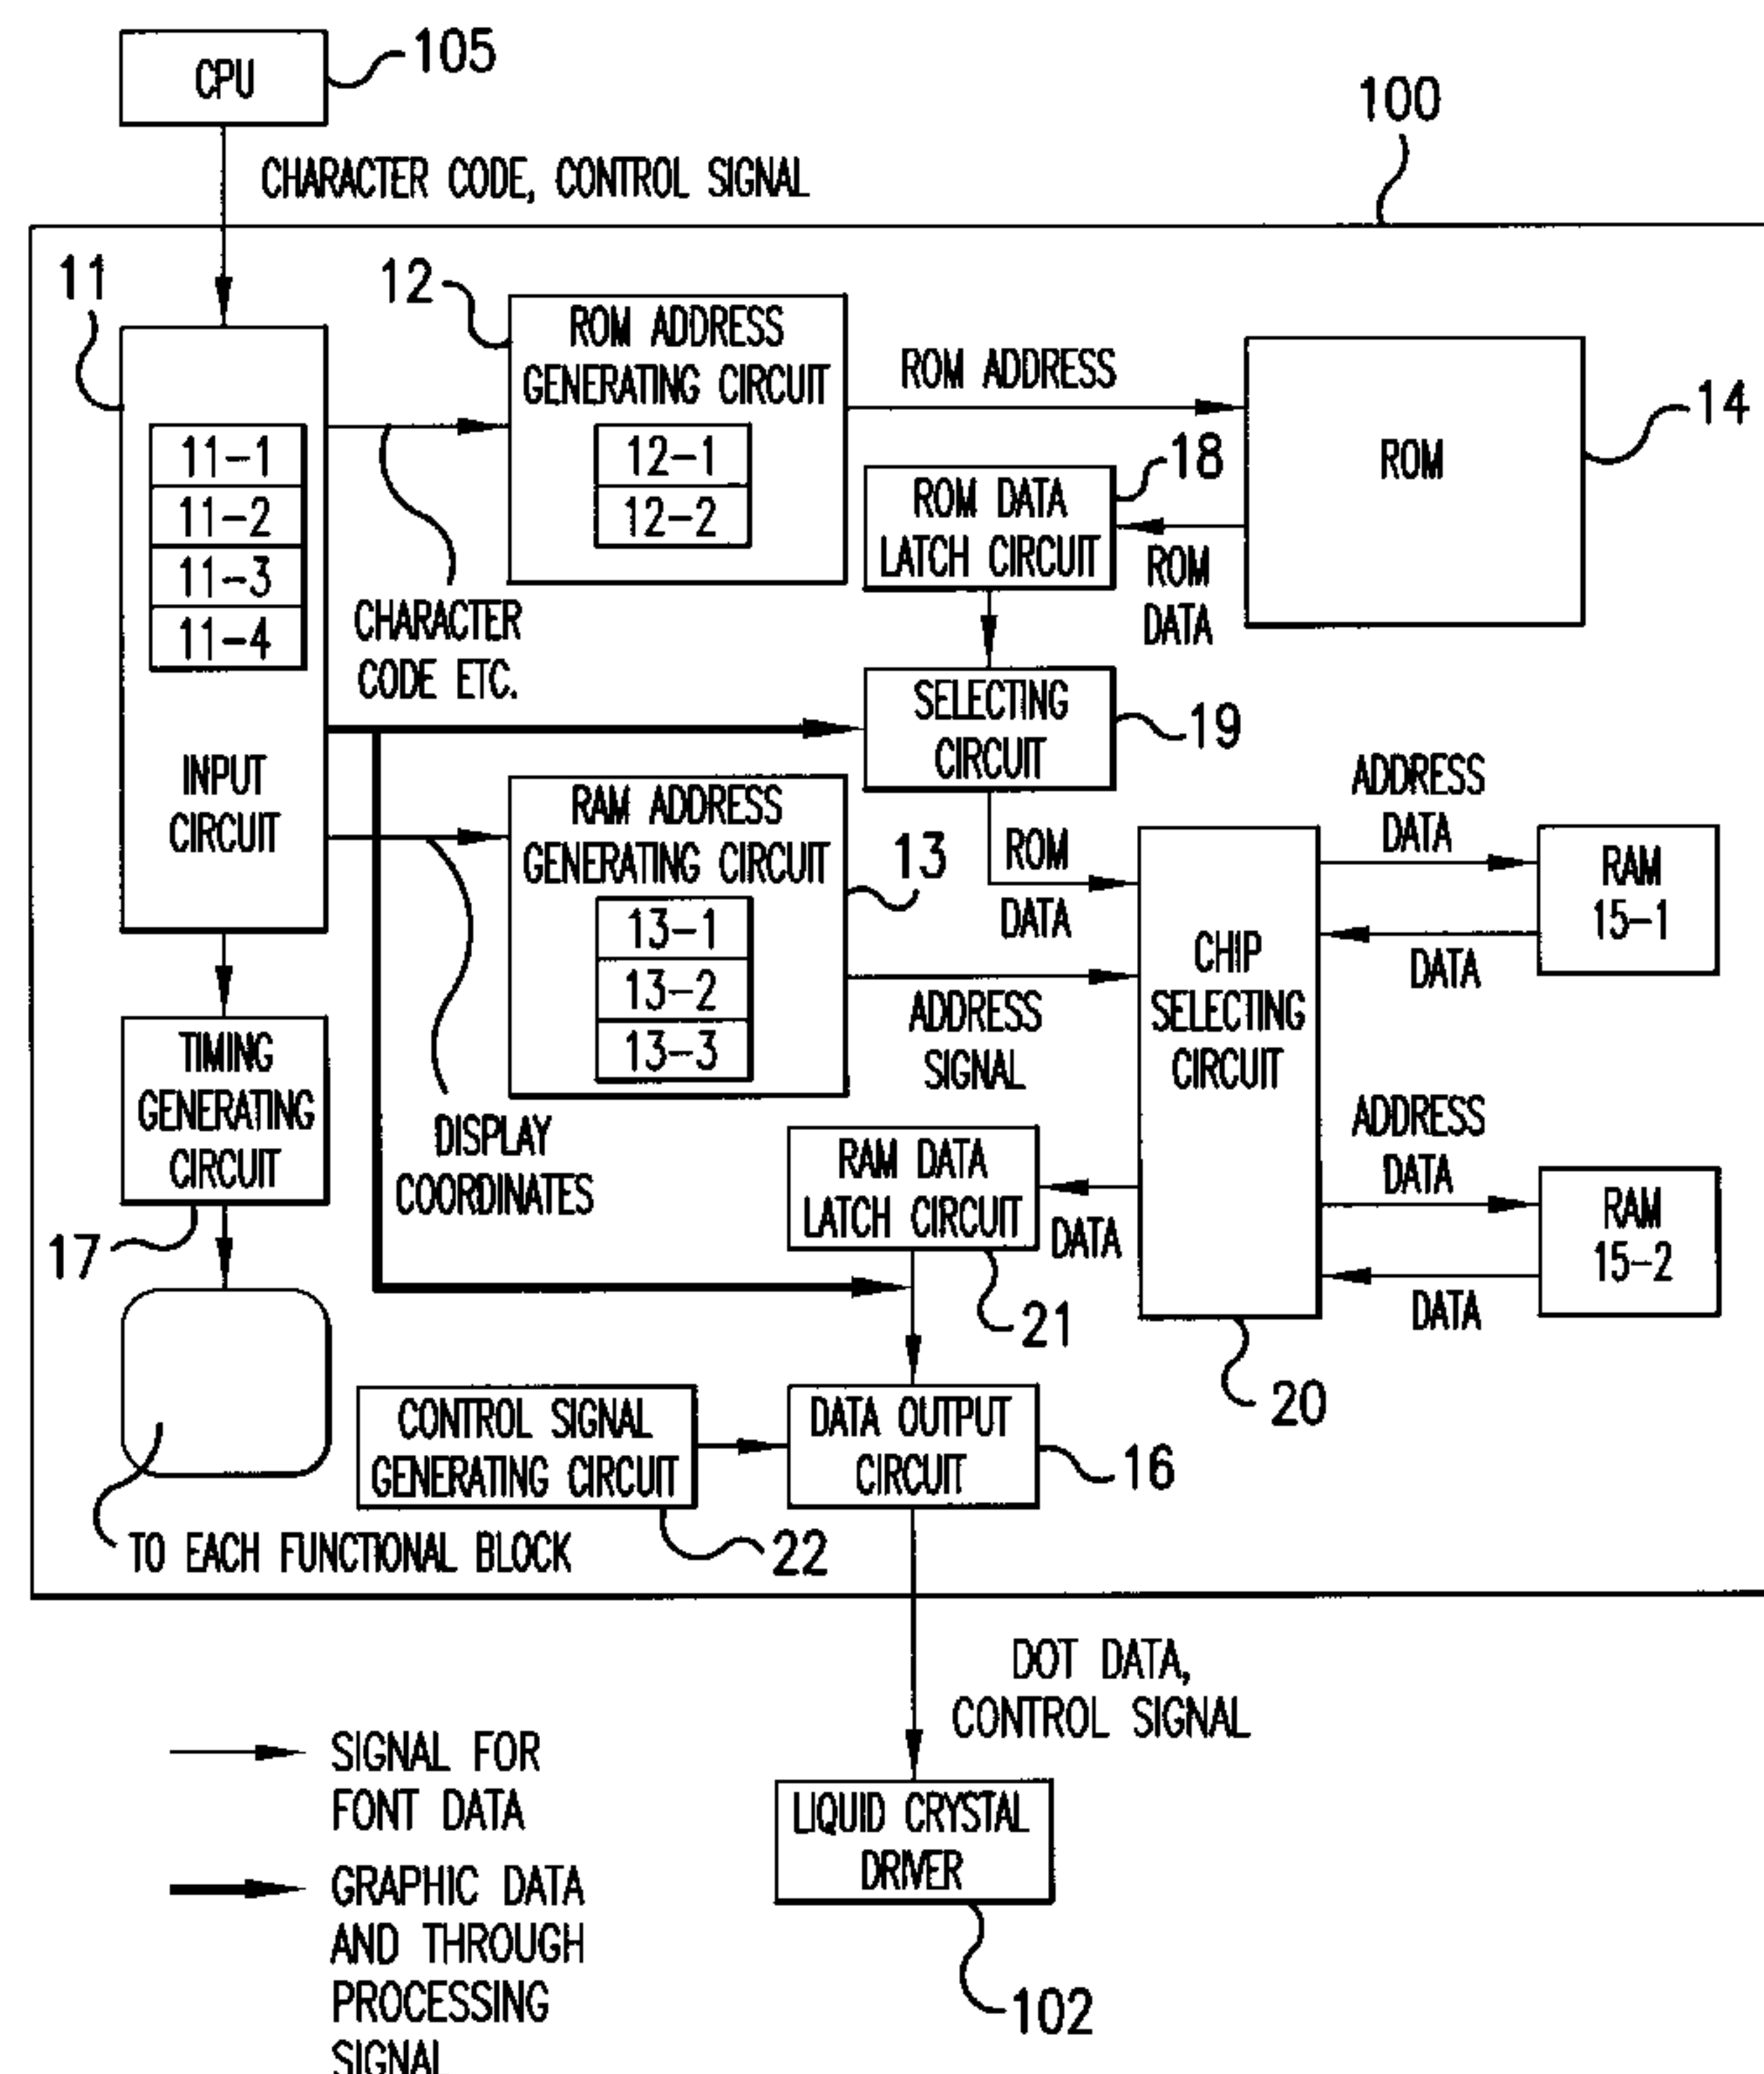 CPU
105
CHARACTER CODE, CONTROL SIGNAL
100
11
11-1
11-2
11-3
11-4
INPUT
CIRCUIT
12
ROM ADDRESS
GENERATING CIRCUIT
12-1
12-2
ROM ADDRESS
ROM
14
18
ROM DATA
LATCH CIRCUIT
ROM
DATA
CHARACTER
CODE ETC.
SELECTING
CIRCUIT
19
RAM ADDRESS
GENERATING CIRCUIT
13-1
13-2
13-3
13
ROM
DATA
ADDRESS
SIGNAL
CHIP
SELECTING
CIRCUIT
ADDRESS
DATA
RAM
15-1
DATA
ADDRESS
DATA
RAM
15-2
DATA
20
TIMING
GENERATING
CIRCUIT
17
DISPLAY
COORDINATES
RAM DATA
LATCH CIRCUIT
DATA
21
CONTROL SIGNAL
GENERATING CIRCUIT
22
DATA OUTPUT
CIRCUIT
16
TO EACH FUNCTIONAL BLOCK
DOT DATA,
CONTROL SIGNAL
LIQUID CRYSTAL
DRIVER
102
SIGNAL FOR
FONT DATA
GRAPHIC DATA
AND THROUGH
PROCESSING
SIGNAL